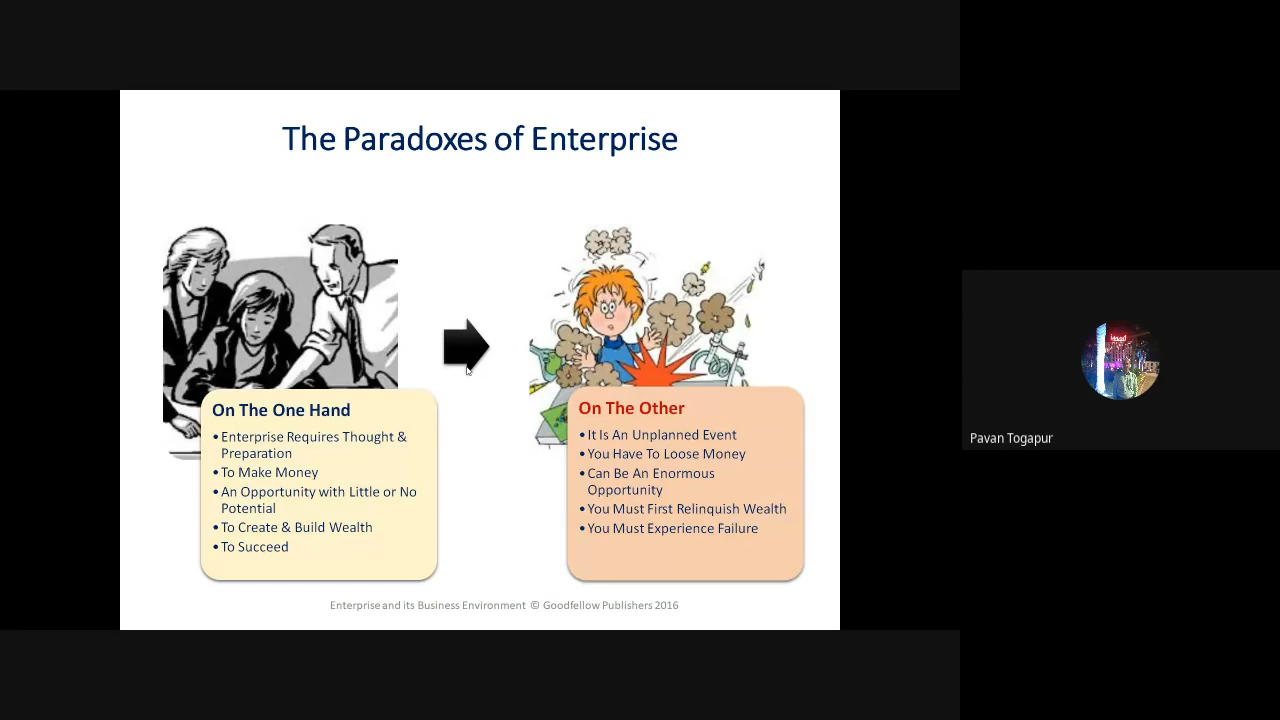 The Paradoxes of Enterprise
On The One Hand
•Enterprise Requires Thought &
Preparation
•To Make Money
•An Opportunity with Little or No
Potential
•To Create & Build Wealth
•To Succeed
On The Other
•It Is An Unplanned Event
•You Have To Loose Money
•Can Be An Enormous
Opportunity
•You Must First Relinquish Wealth
•You Must Experience Failure
Enterprise and its Business Environment © Goodfellow Publishers 2016
Pavan Togapur